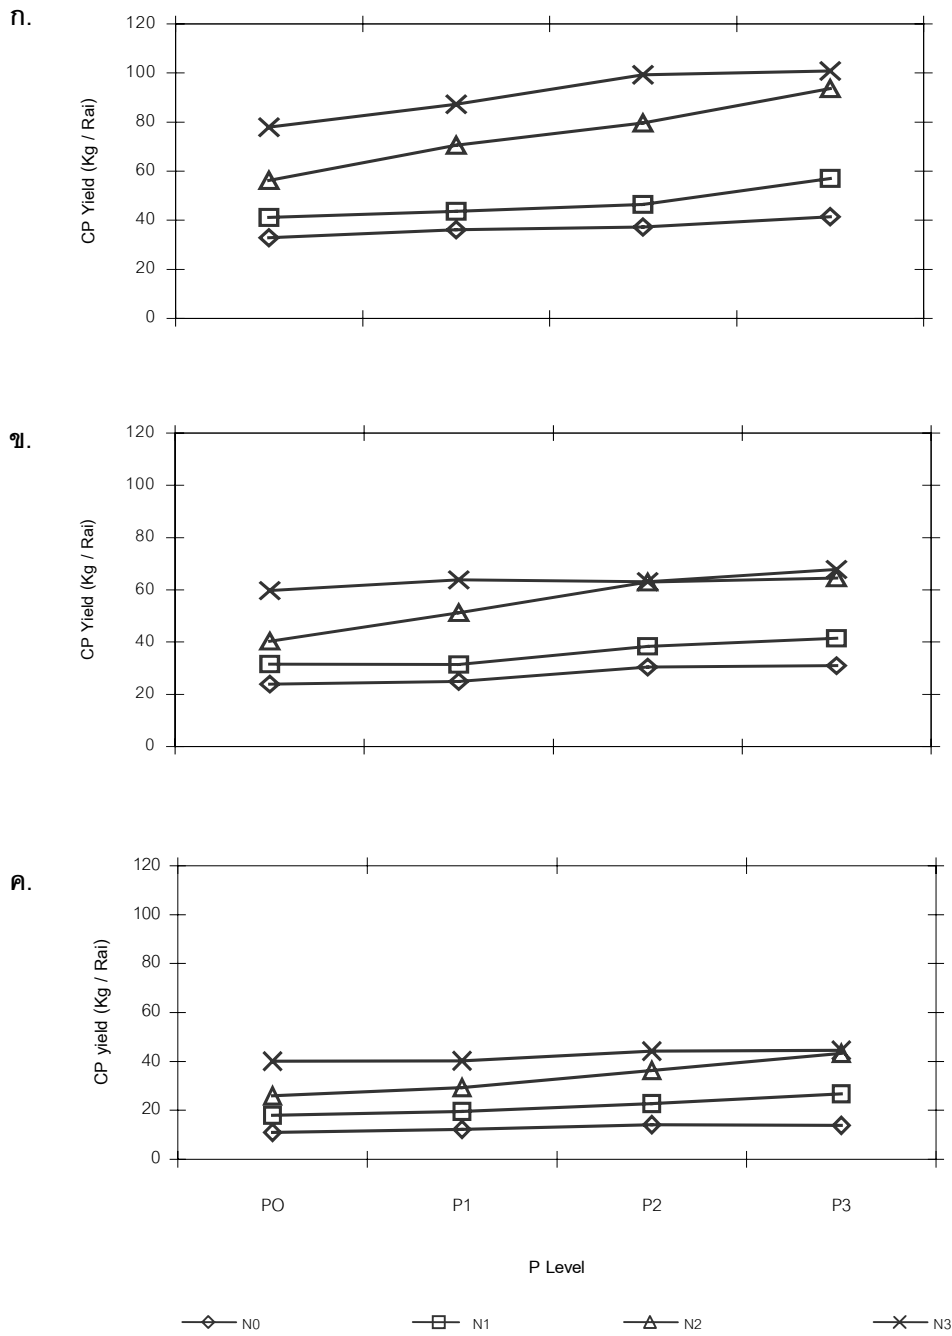 ก.
120
100
80
60
40
20
0
CP Yield (Kg / Rai)
ข.
120
100
80
60
40
20
0
CP Yield (Kg / Rai)
ค.
120
100
80
60
40
20
0
CP yield (Kg / Rai)
PO P1 P2 P3
P Level
N0 N1 N2 N3